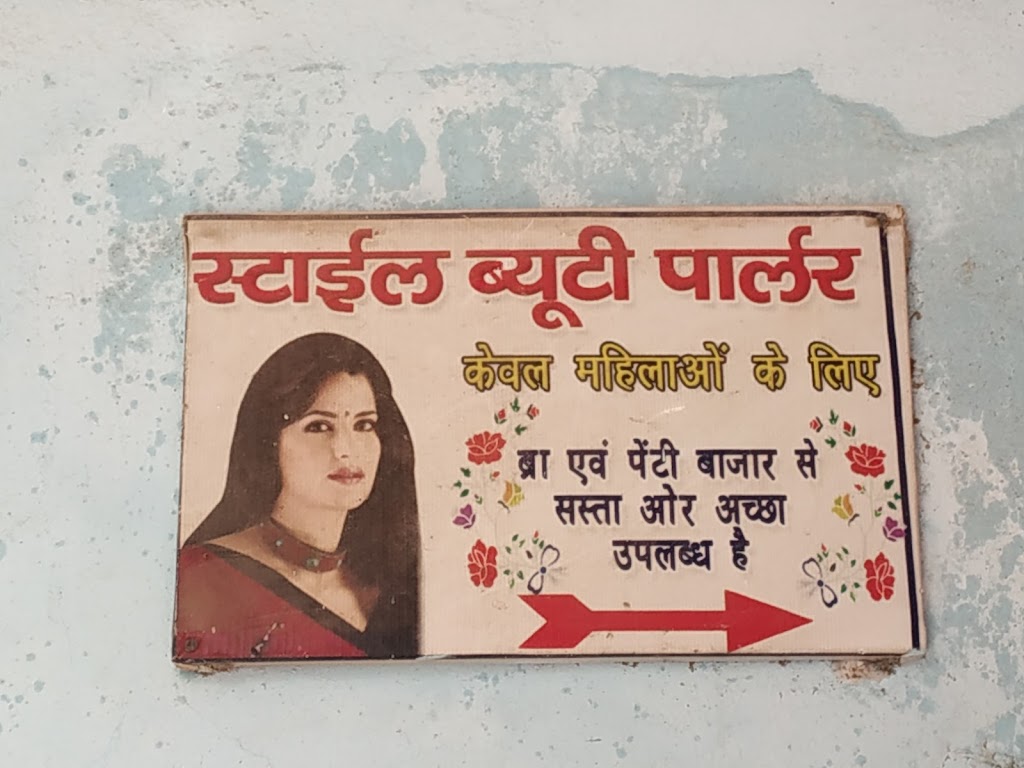 स्टाईल ब्यूटी पार्लर
केवल महिलाओं के लिए
ब्रा एवं पेंटी बाजार से
सस्ता ओर अच्छा
उपलब्ध है